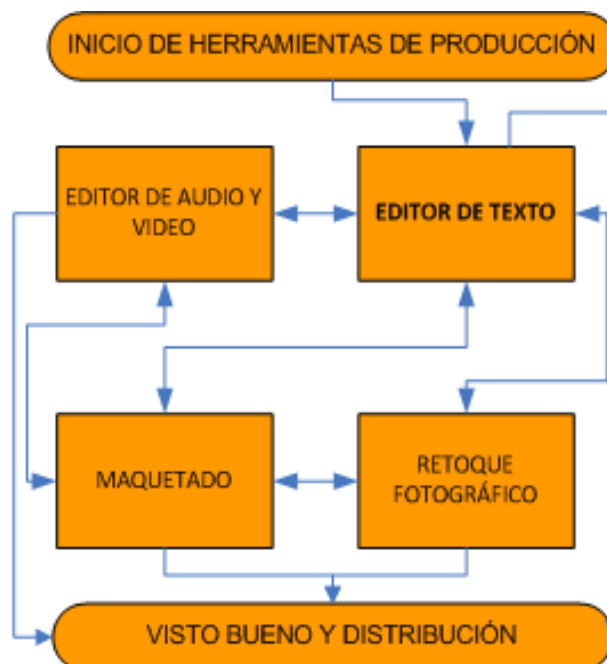 INICIO DE HERRAMIENTAS DE PRODUCCIÓN
EDITOR DE AUDIO Y
VIDEO
EDITOR DE TEXTO
MAQUETADO
RETOQUE
FOTOGRÁFICO
VISTO BUENO Y DISTRIBUCIÓN